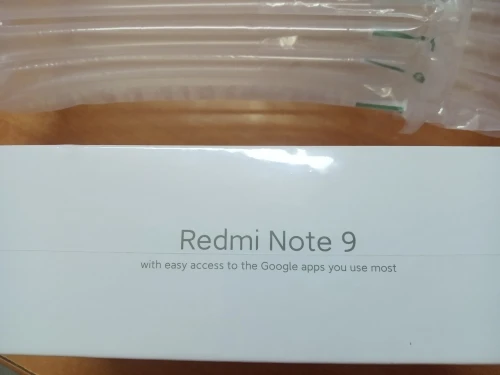 Redmi Note 9
with easy access to the Google apps you use most